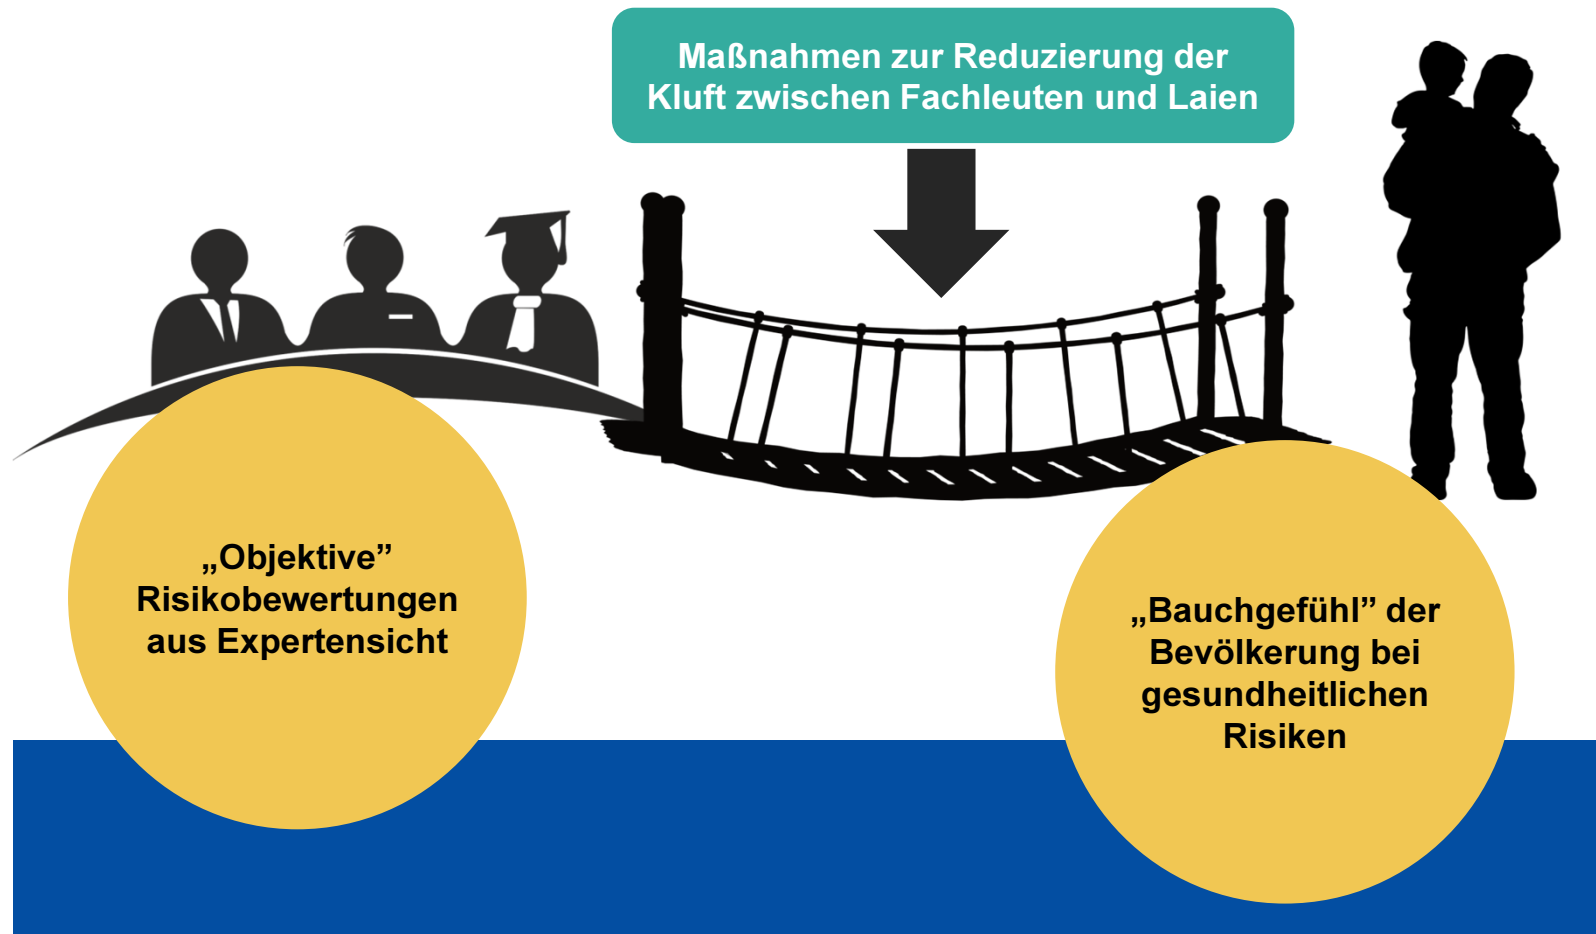 Maßnahmen zur Reduzierung der
Kluft zwischen Fachleuten und Laien
„Objektive”
Risikobewertungen
aus Expertensicht
„Bauchgefühl” der
Bevölkerung bei
gesundheitlichen
Risiken